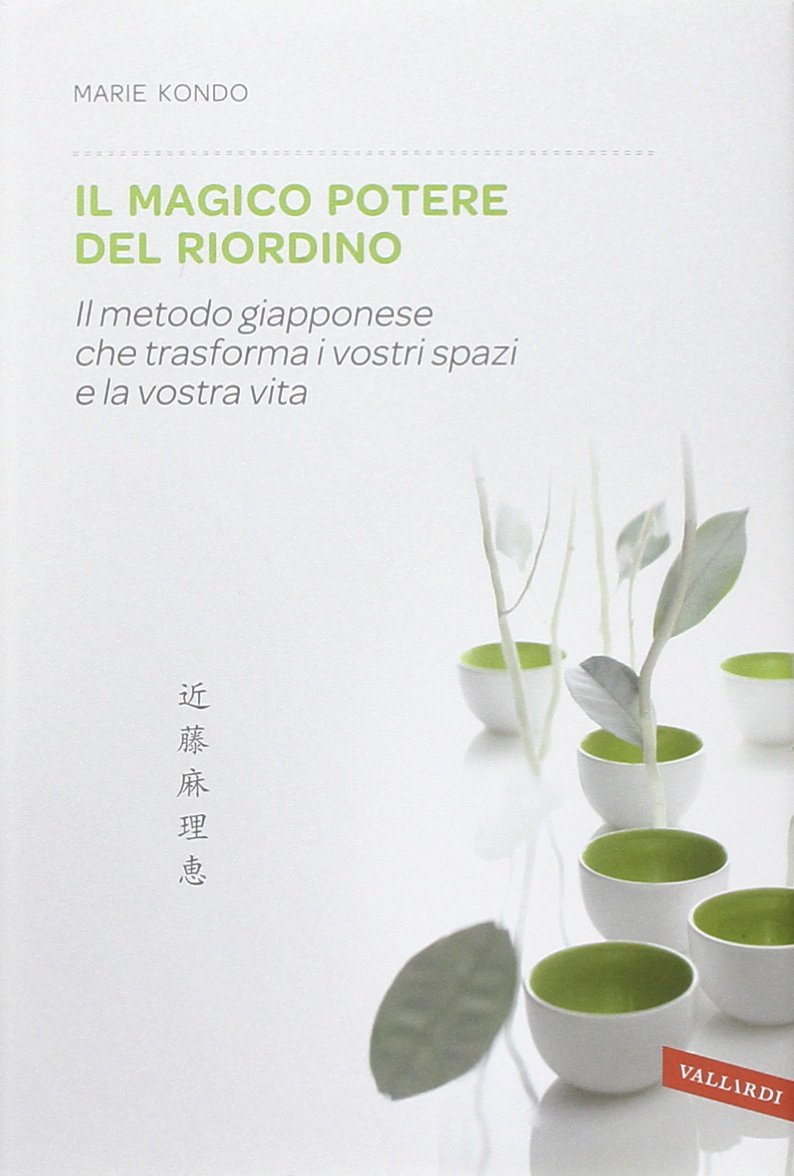 MARIE KONDO
IL MAGICO POTERE
DEL RIORDINO
Il metodo giapponese
che trasforma i vostri spazi
e la vostra vita
近藤麻理恵
VALLARDI